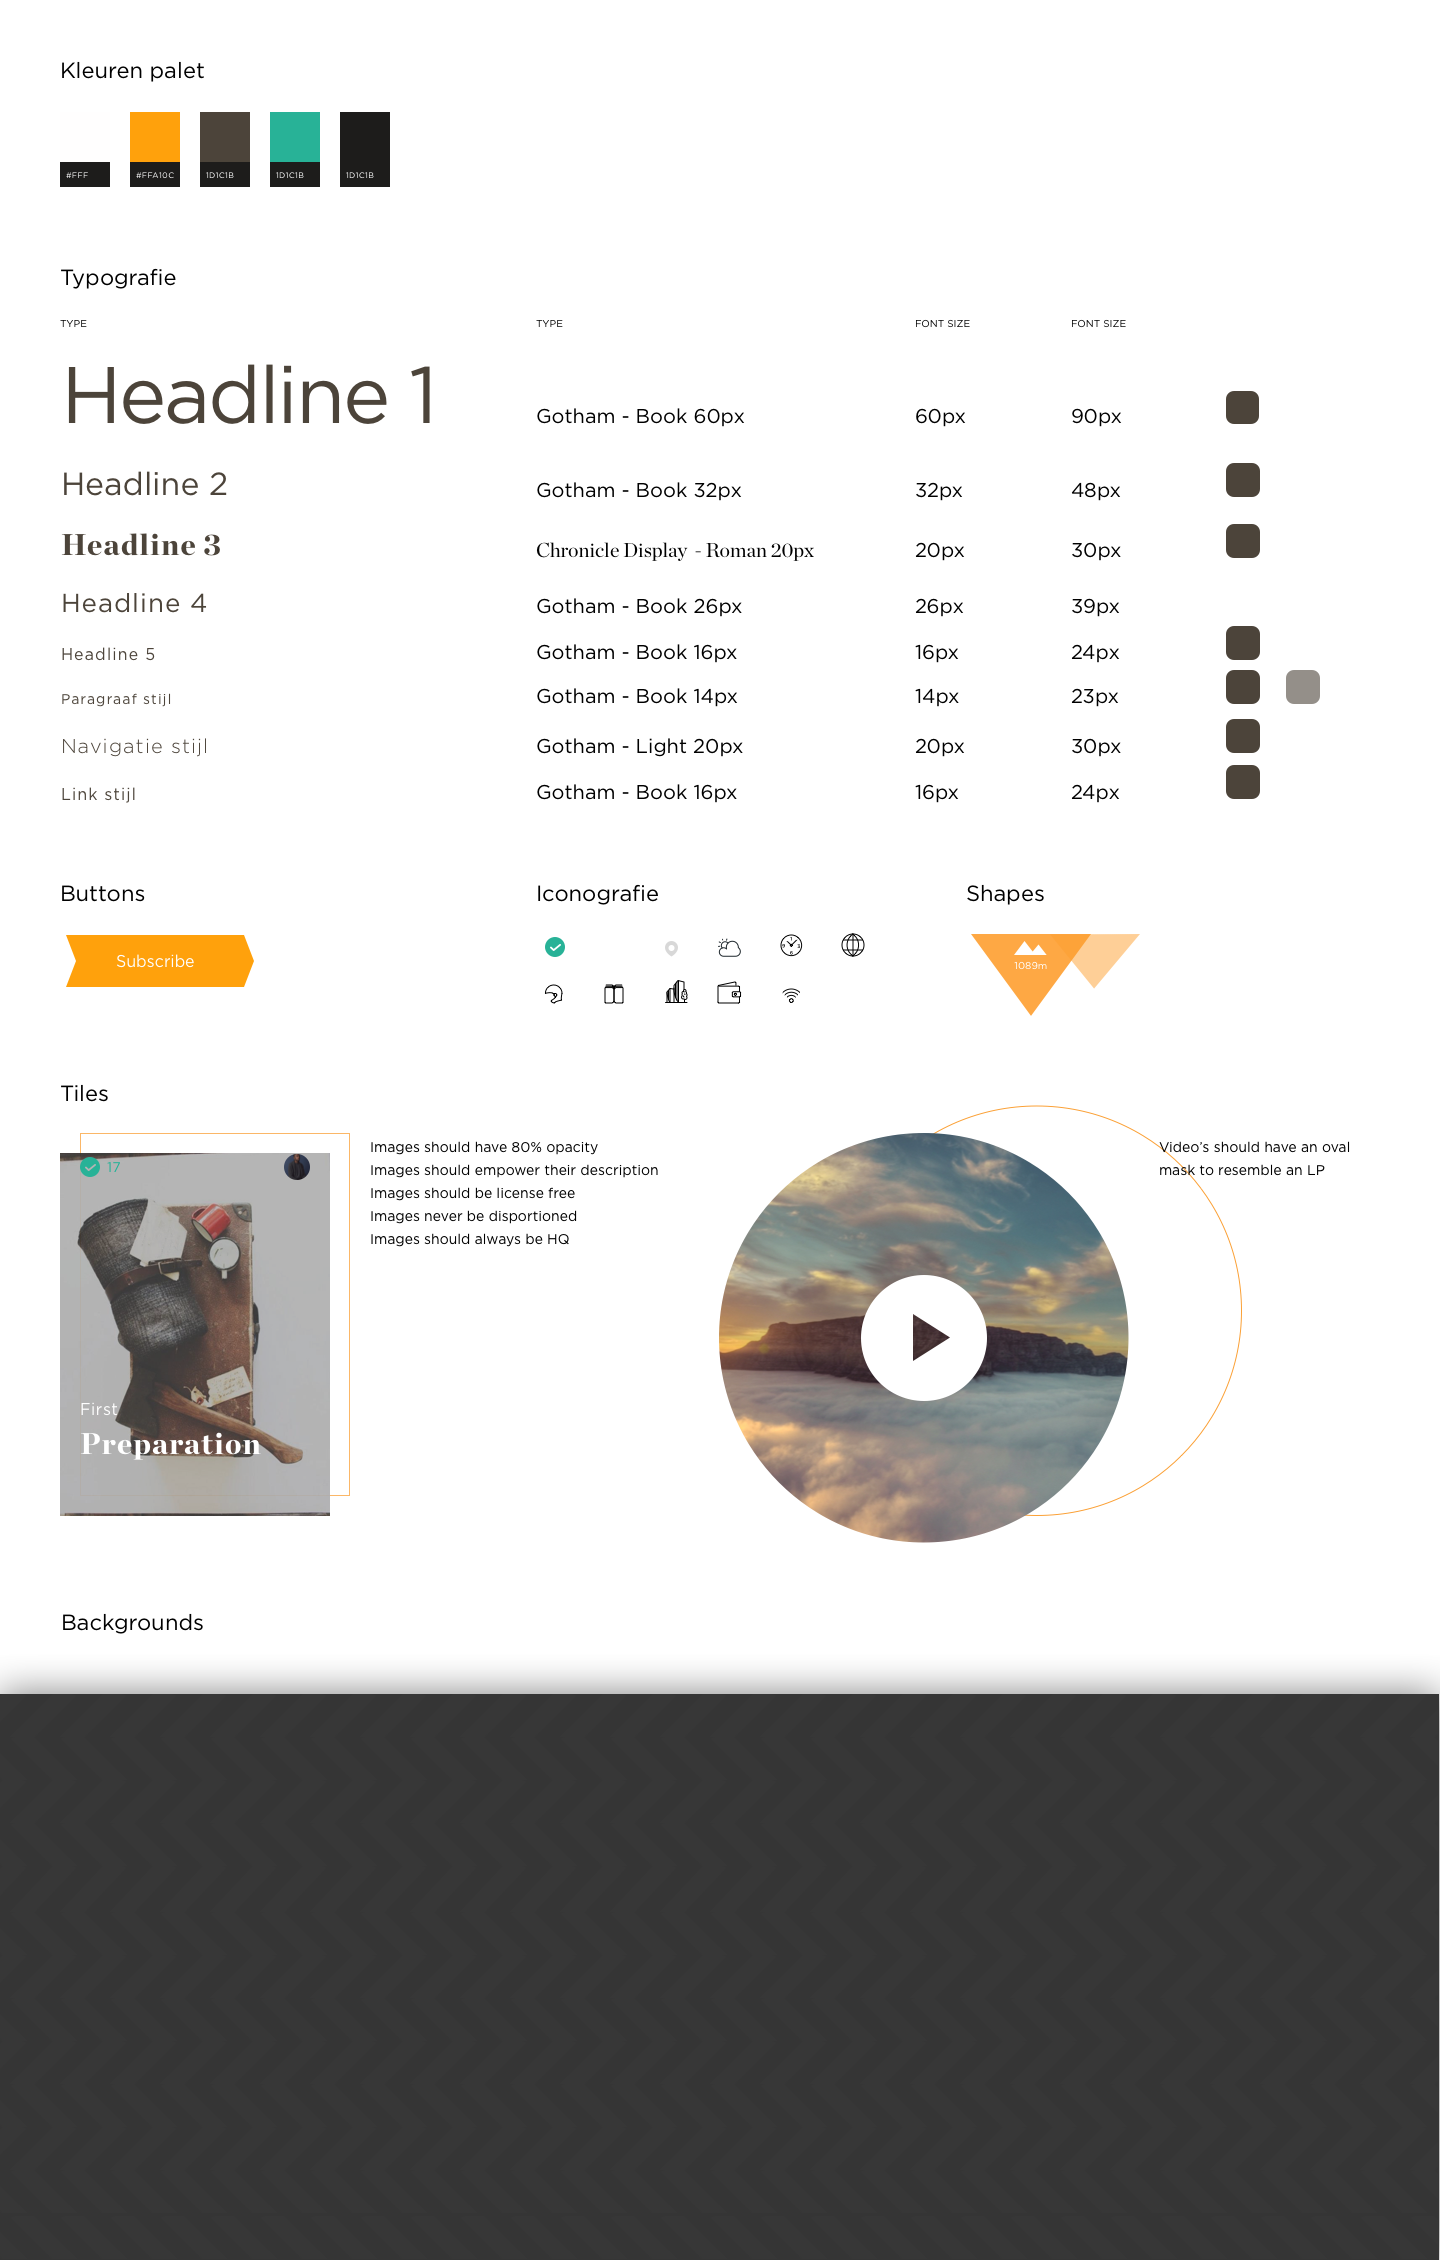 Kleuren palet
#FFF #FFA10C 1D1C1B 1D1C1B 1D1C1B
Typografie
TYPE TYPE FONT SIZE FONT SIZE
Headline 1 Gotham - Book 60px 60px 90px
Headline 2 Gotham - Book 32px 32px 48px
Headline 3 Chronicle Display - Roman 20px 20px 30px
Headline 4 Gotham - Book 26px 26px 39px
Headline 5 Gotham - Book 16px 16px 24px
Paragraaf stijl Gotham - Book 14px 14px 23px
Navigatie stijl Gotham - Light 20px 20px 30px
Link stijl Gotham - Book 16px 16px 24px
Buttons Iconografie Shapes
Subscribe
1089m
Tiles
17
First
Preparation
Images should have 80% opacity
Images should empower their description
Images should be license free
Images never be disportioned
Images should always be HQ
Video's should have an oval
mask to resemble an LP
Backgrounds